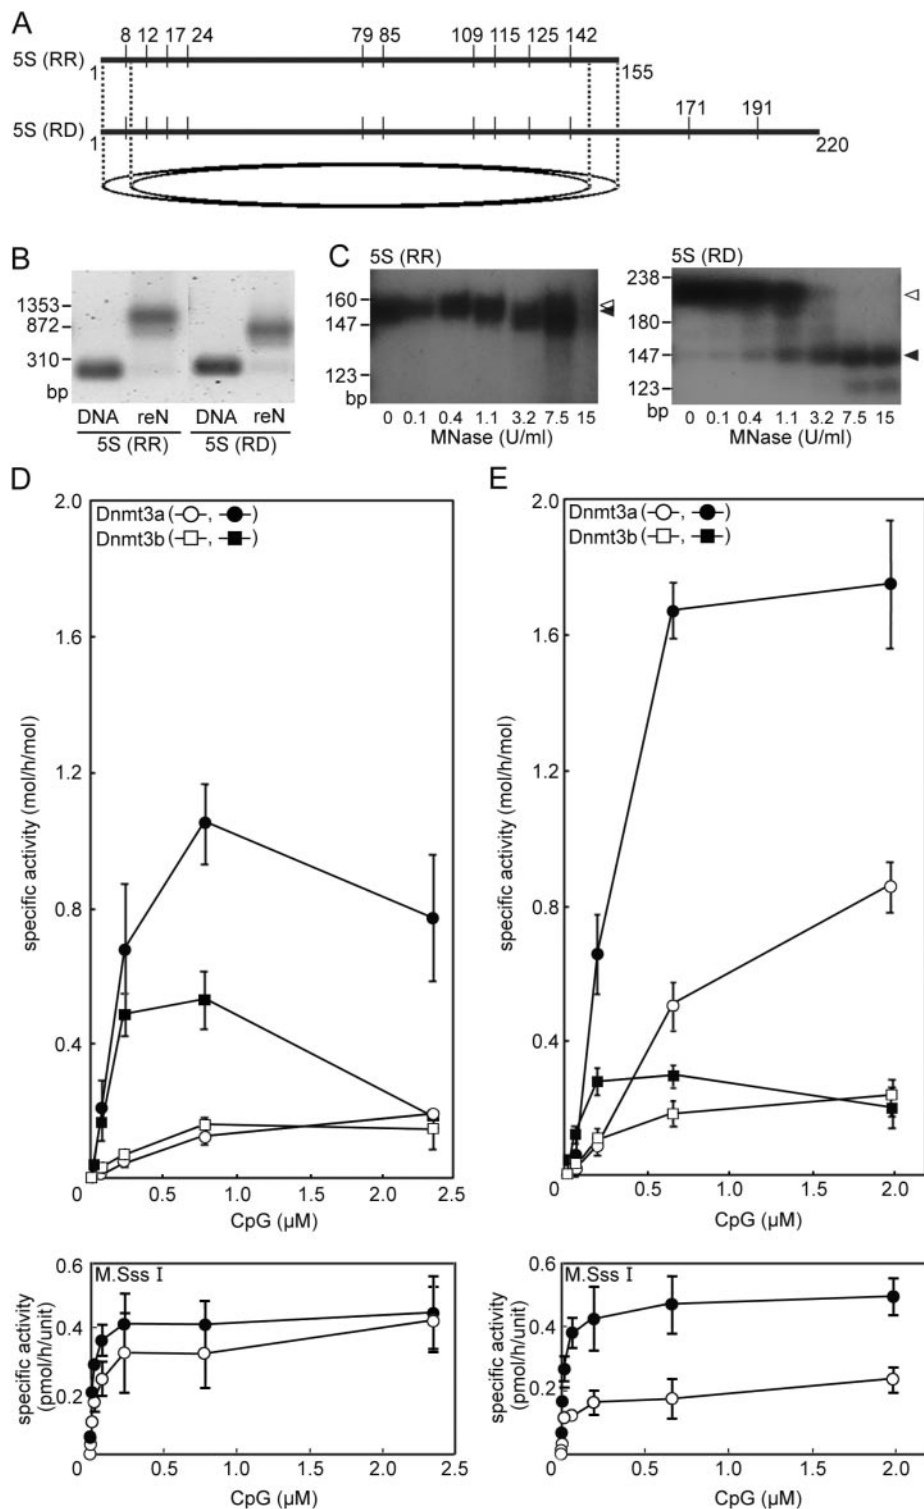 A
8 12 17 24 79 85 109 115 125 142
5S (RR)
1 155
171 191
5S (RD)
1 220
B
1353
872
310
bp
DNA reN DNA reN
5S (RR) 5S (RD)
C
5S (RR)
160
147
123
bp
0 0.1 0.4 1.1 3.2 7.5 15
MNase (U/ml)
5S (RD)
238
180
147
123
bp
0 0.1 0.4 1.1 3.2 7.5 15
MNase (U/ml)
D
Dnmt3a ( , )
Dnmt3b ( , )
2.0
1.6
1.2
0.8
0.4
0 0.5 1.0 1.5 2.0 2.5
specific activity (mol/h/mol)
CpG (µM)
E
Dnmt3a ( , )
Dnmt3b ( , )
2.0
1.6
1.2
0.8
0.4
0 0.5 1.0 1.5 2.0
specific activity (mol/h/mol)
CpG (µM)
M.Sss I
0.6
0.4
0.2
0 0.5 1.0 1.5 2.0 2.5
specific activity
(pmol/h/unit)
CpG (µM)
M.Sss I
0.6
0.4
0.2
0 0.5 1.0 1.5 2.0
specific activity
(pmol/h/unit)
CpG (µM)